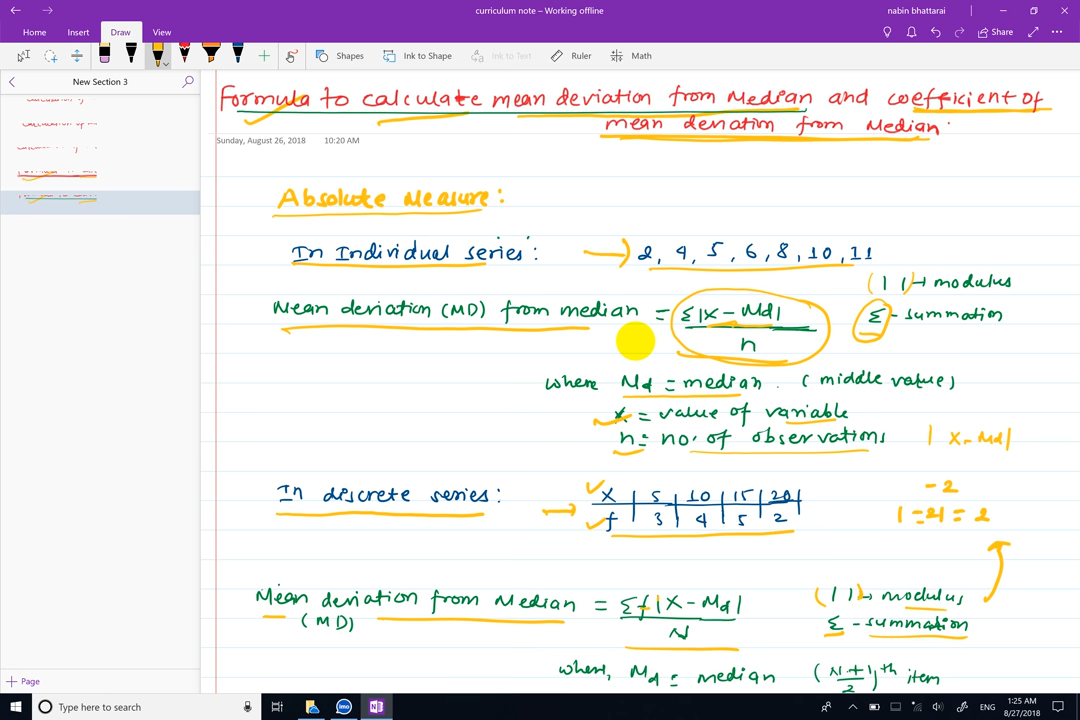 curriculum note – Working offline
nabin bhattarai
Home Insert Draw View
Share
Shapes Ink to Shape Ink to Text Ruler Math
New Section 3
Formula to calculate mean deviation from Median and coefficient of
mean deviation from Median
Sunday, August 26, 2018 10:20 AM
Absolute Measure:
In Individual series: → 2, 4, 5, 6, 8, 10, 11
(| |) → modulus
Mean deviation (MD) from median = Σ|X – Md| / n
Σ - summation
where Md = median. (middle value)
x = value of variable
n = no. of observations
| X - Md|
In discrete series: → X | 5 | 10 | 15 | 20 |
f | 3 | 4 | 5 | 2
-2
|-2| = 2
Mean deviation from Median = Σf|X – Md| / N
(MD)
(| |) → modulus
Σ - summation
where, Md = median (N+1/2)th item
+ Page
Type here to search
ENG
1:25 AM
8/27/2018